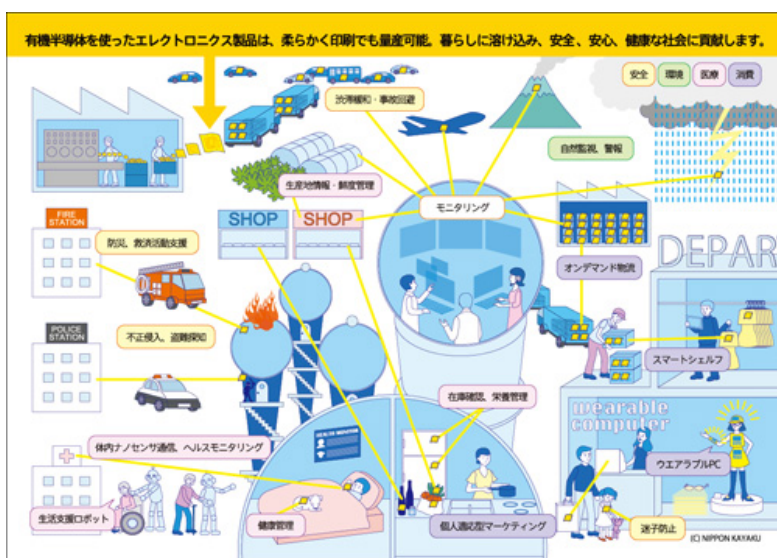 有機半導体を使ったエレクトロニクス製品は、柔らかく印刷でも量産可能。暮らしに溶け込み、安全、安心、健康な社会に貢献します。
安全 環境 医療 消費
渋滞緩和・事故回避
自然監視、警報
生産地情報・鮮度管理
モニタリング
SHOP SHOP
FIRE
STATION
防災、救済活動支援
オンデマンド物流
DEPAR
POLICE
STATION
不正侵入、盗難探知
スマートシェルフ
在庫確認、栄養管理
wearable
computer
HEALTH MONITOR
体内ナノセンサ通信、ヘルスモニタリング
ウエアラブルPC
生活支援ロボット
健康管理
個人適応型マーケティング
迷子防止
(C) NIPPON KAYAKU